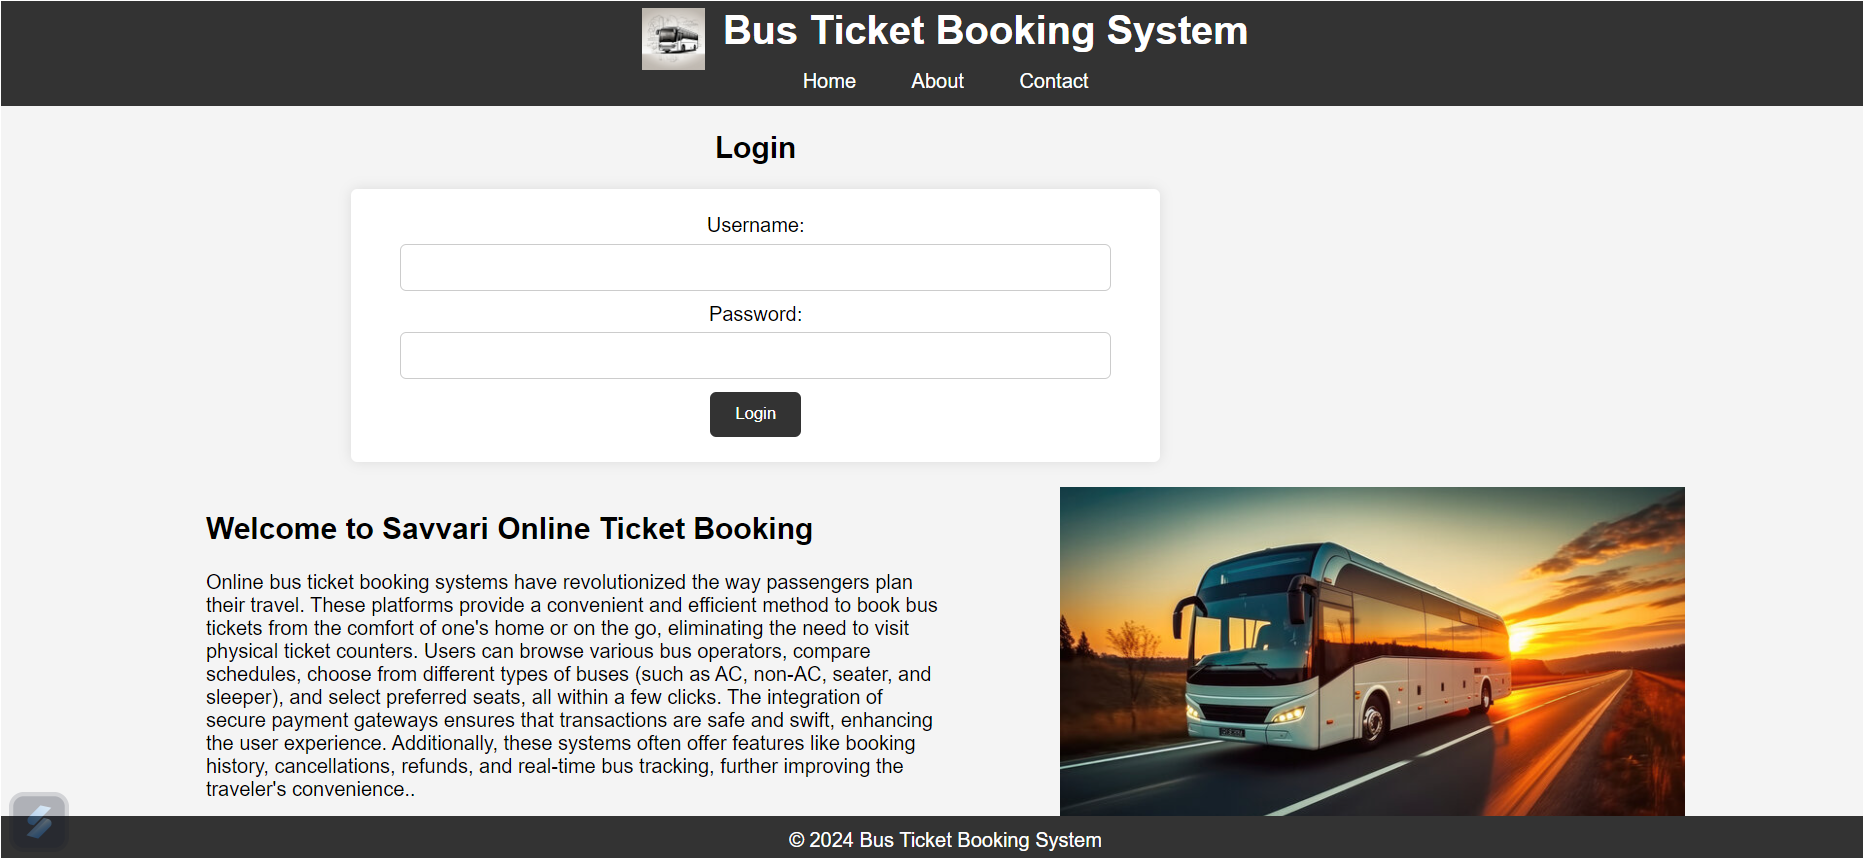 Bus Ticket Booking System
Home About Contact
Login
Username:
Password:
Login
Welcome to Savvari Online Ticket Booking
Online bus ticket booking systems have revolutionized the way passengers plan
their travel. These platforms provide a convenient and efficient method to book bus
tickets from the comfort of one's home or on the go, eliminating the need to visit
physical ticket counters. Users can browse various bus operators, compare
schedules, choose from different types of buses (such as AC, non-AC, seater, and
sleeper), and select preferred seats, all within a few clicks. The integration of
secure payment gateways ensures that transactions are safe and swift, enhancing
the user experience. Additionally, these systems often offer features like booking
history, cancellations, refunds, and real-time bus tracking, further improving the
traveler's convenience..
© 2024 Bus Ticket Booking System